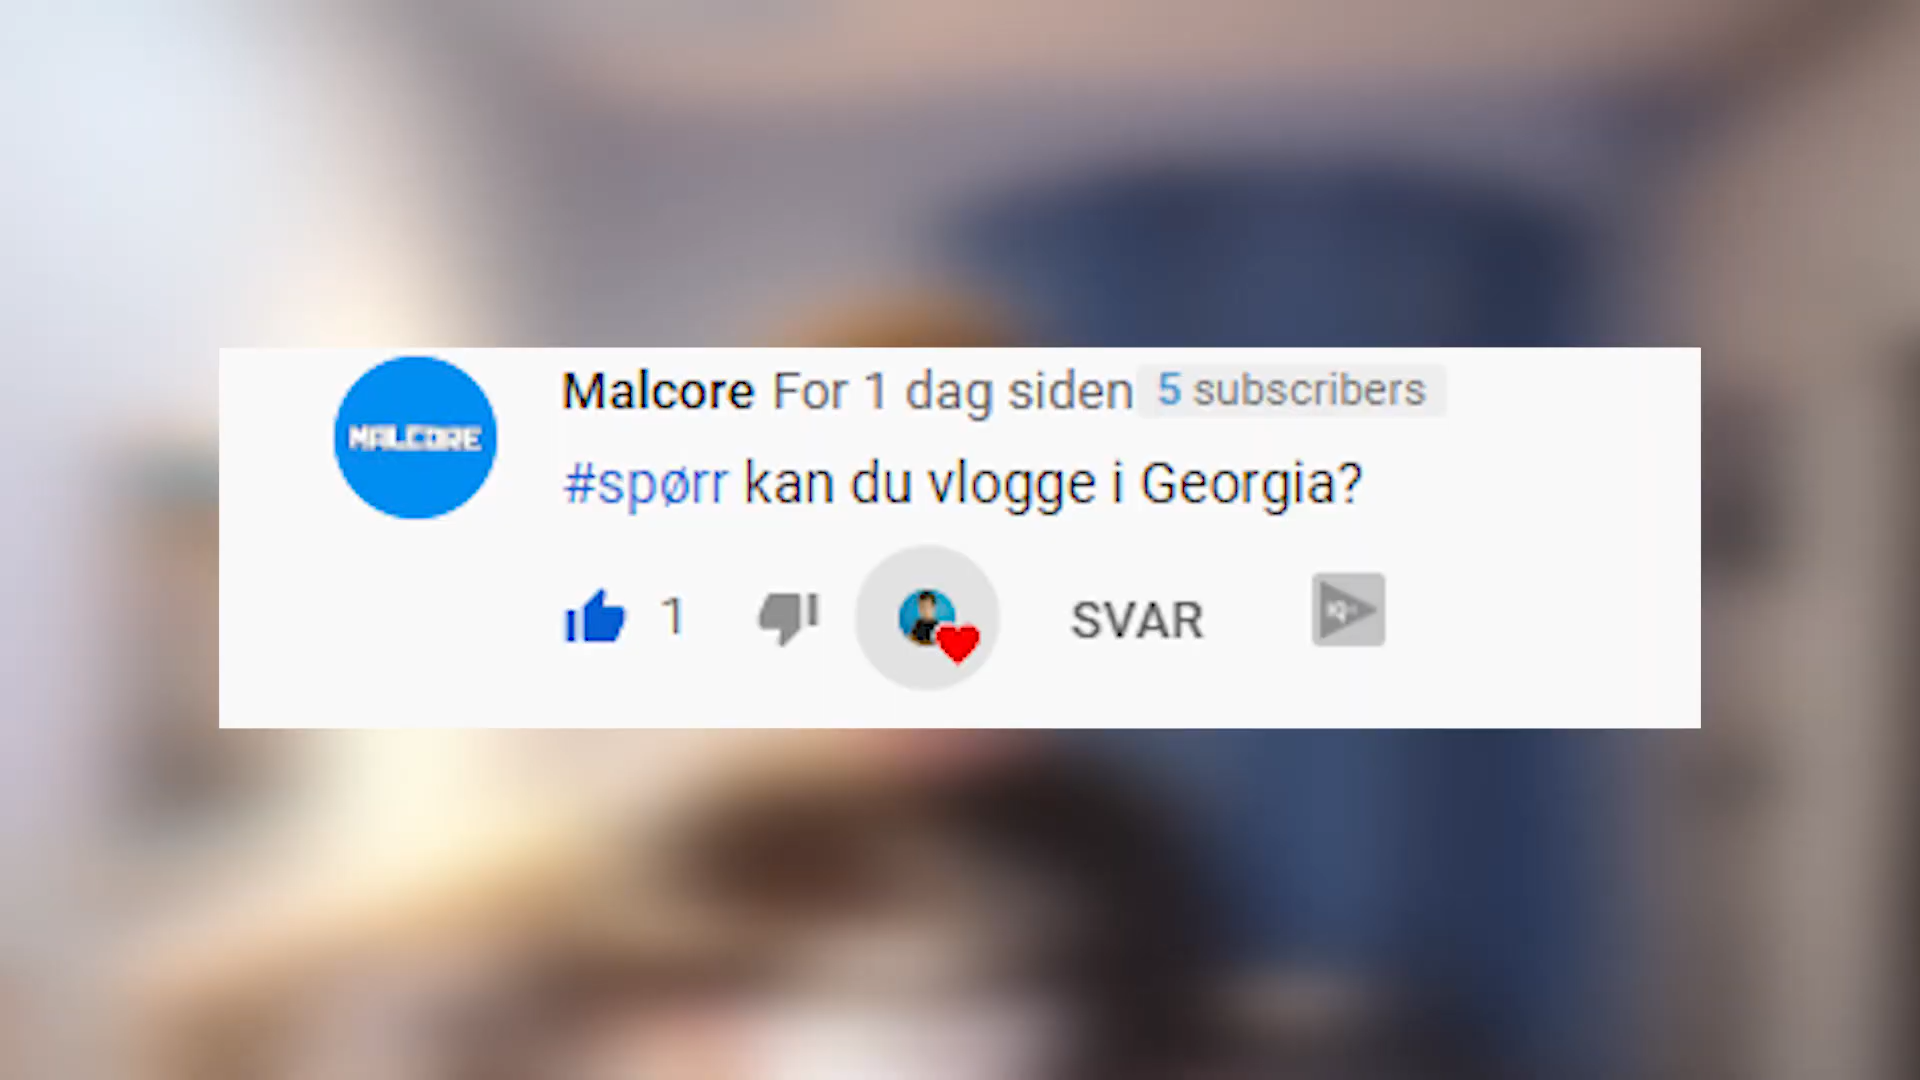 MALCORE
Malcore For 1 dag siden 5 subscribers
#spørr kan du vlogge i Georgia?
1 SVAR